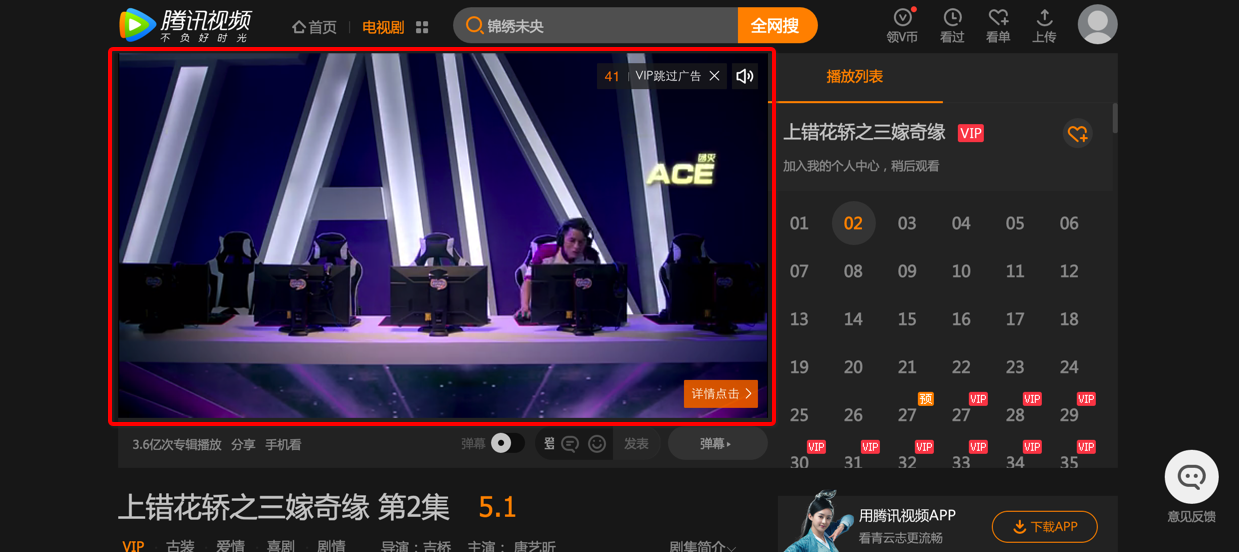 腾讯视频
不负好时光
首页
电视剧
锦绣未央
全网搜
领V币
看过
看单
上传
41
VIP跳过广告
ACE
详情点击
播放列表
上错花轿之三嫁奇缘 VIP
加入我的个人中心，稍后观看
01 02 03 04 05 06
07 08 09 10 11 12
13 14 15 16 17 18
19 20 21 22 23 24
预 VIP VIP VIP
25 26 27 27 28 29
VIP VIP VIP VIP VIP VIP
30 31 32 33 34 35
3.6亿次专辑播放 分享 手机看
弹幕
发表
弹幕
上错花轿之三嫁奇缘 第2集 5.1
VIP 古装 爱情 喜剧 剧情 导演：吉桥 主演：唐艺昕
剧集简介
用腾讯视频APP
看青云志更流畅
下载APP
意见反馈